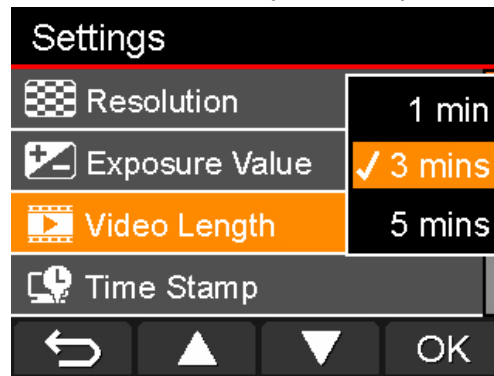 Settings
Resolution
1 min
Exposure Value
3 mins
Video Length
5 mins
Time Stamp
OK